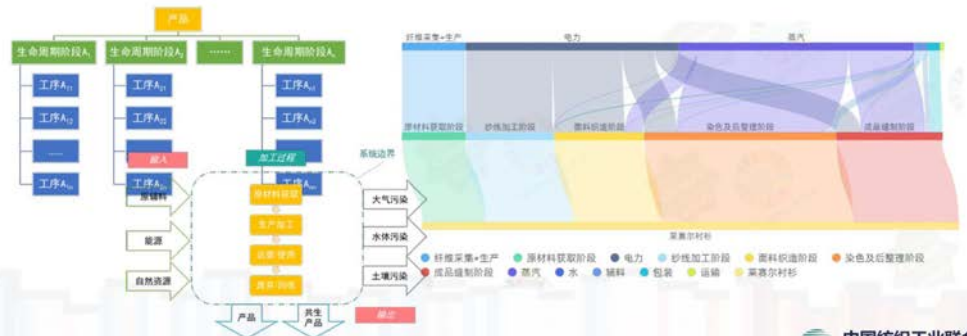 产品
生命周期阶段A₁
生命周期阶段A₂
……
生命周期阶段Aₙ
工序A₁₁
工序A₂₁
工序Aₙ₁
工序A₁₂
工序A₂₂
工序Aₙ₂
……
工序A₁ₙ
工序A₂ₙ
工序Aₙₙ
输入
加工过程
系统边界
原辅料
能源
自然资源
原材料获取
生产加工
大气污染
水体污染
土壤污染
产品
共生
产品
输出
纤维采集+生产
电力
蒸汽
原材料获取阶段
纱线加工阶段
面料织造阶段
染色及后整理阶段
成品缝制阶段
莱赛尔衬衫
纤维采集+生产
原材料获取阶段
电力
纱线加工阶段
面料织造阶段
染色及后整理阶段
成品缝制阶段
蒸汽
水
辅料
包装
运输
莱赛尔衬衫
中国纺织工业联合